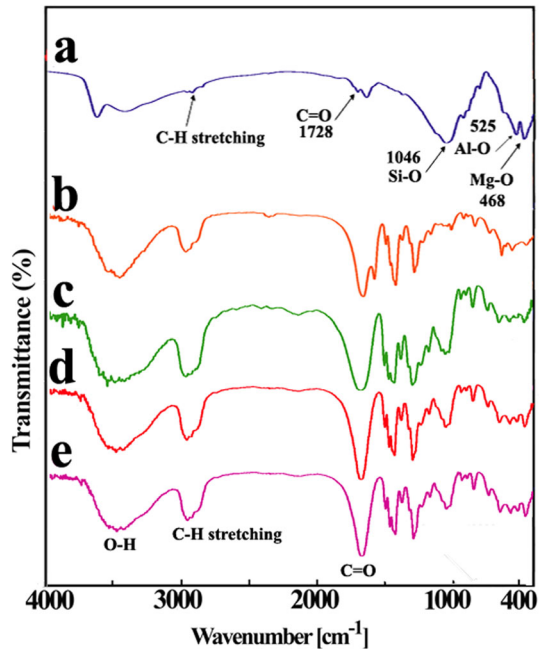 a
C-H stretching
C=O
1728
1046
Si-O
525
Al-O
Mg-O
468
b
c
d
e
O-H
C-H stretching
C=O
Transmittance (%)
4000 3000 2000 1000 400
Wavenumber [cm-1]